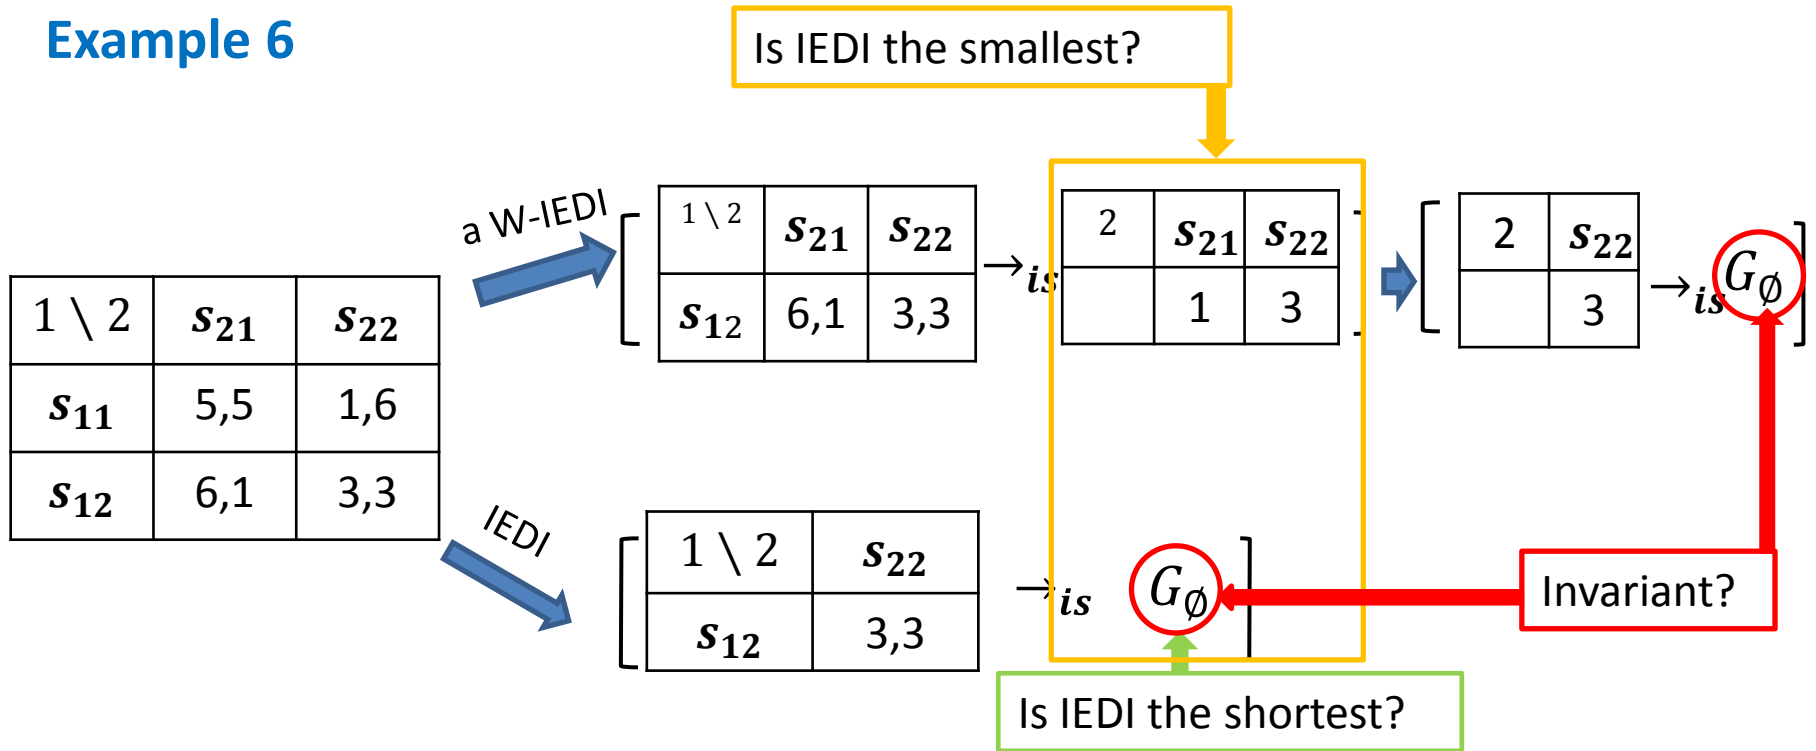 Example 6
Is IEDI the smallest?
a W-IEDI
1 \ 2 s21 s22
s12 6,1 3,3
→is
2 s21 s22
1 3
2 s22
3
→is G∅
1 \ 2 s21 s22
s11 5,5 1,6
s12 6,1 3,3
IEDI
1 \ 2 s22
s12 3,3
→is G∅
Invariant?
Is IEDI the shortest?